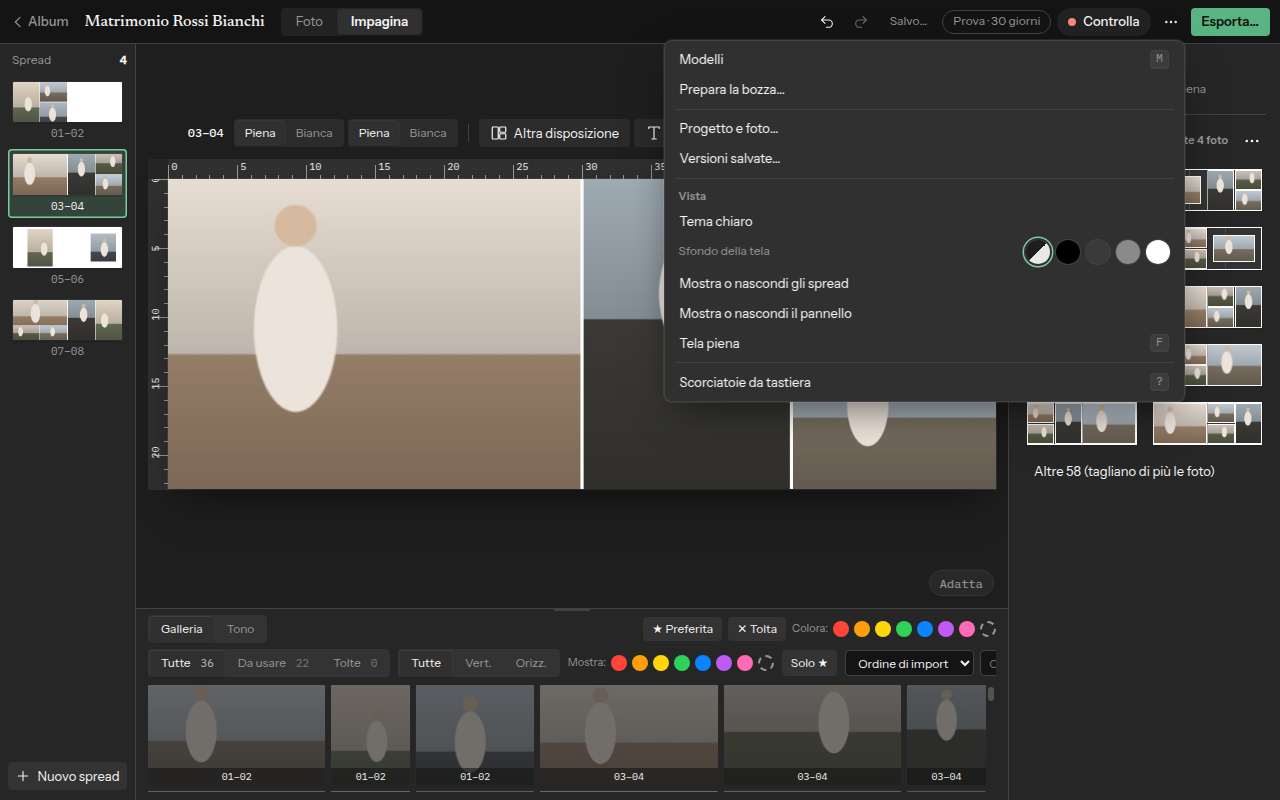 Album
Matrimonio Rossi Bianchi
Foto
Impagina
Salvo…
Prova · 30 giorni
Controlla
Esporta…
Spread
4
01–02
03–04
05–06
07–08
Nuovo spread
03–04
Piena
Bianca
Piena
Bianca
Altra disposizione
0
5
10
15
20
25
30
35
0
5
10
15
20
Modelli
M
Prepara la bozza…
Progetto e foto…
Versioni salvate…
Vista
Tema chiaro
Sfondo della tela
Mostra o nascondi gli spread
Mostra o nascondi il pannello
Tela piena
F
Scorciatoie da tastiera
?
4 foto
Altre 58 (tagliano di più le foto)
Adatta
Galleria
Tono
★ Preferita
✕ Tolta
Colora:
Tutte 36
Da usare 22
Tolte 0
Tutte
Vert.
Orizz.
Mostra:
Solo ★
Ordine di import
01–02
01–02
01–02
03–04
03–04
03–04